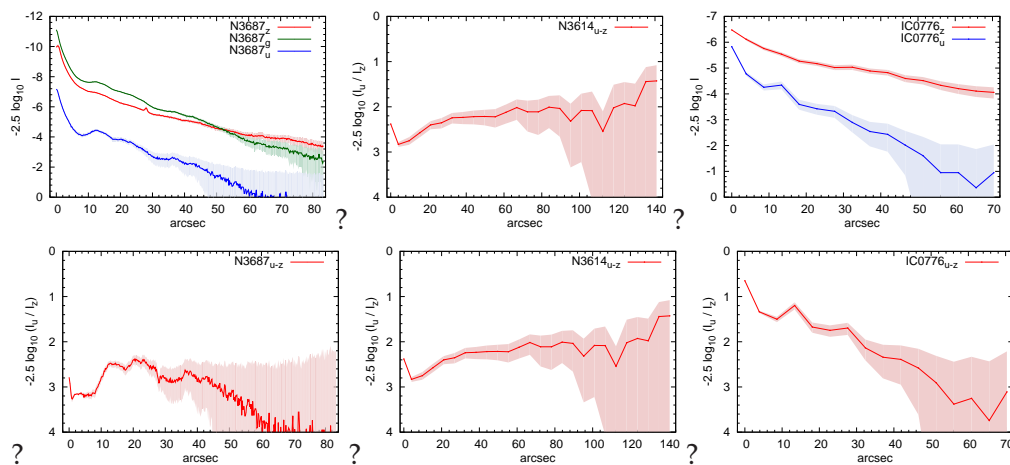 -12
-10
-8
-6
-4
-2
0
-2.5 log10 I
0 10 20 30 40 50 60 70 80
arcsec
N3687z
N3687g
N3687u
?
0
1
2
3
4
-2.5 log10 (Iu / Iz)
0 20 40 60 80 100 120 140
arcsec
N3614u-z
?
-7
-6
-5
-4
-3
-2
-1
0
-2.5 log10 I
0 10 20 30 40 50 60 70
arcsec
IC0776z
IC0776u
?
0
1
2
3
4
-2.5 log10 (Iu / Iz)
0 10 20 30 40 50 60 70 80
arcsec
N3687u-z
?
0
1
2
3
4
-2.5 log10 (Iu / Iz)
0 20 40 60 80 100 120 140
arcsec
N3614u-z
?
0
1
2
3
4
-2.5 log10 (Iu / Iz)
0 10 20 30 40 50 60 70
arcsec
IC0776u-z